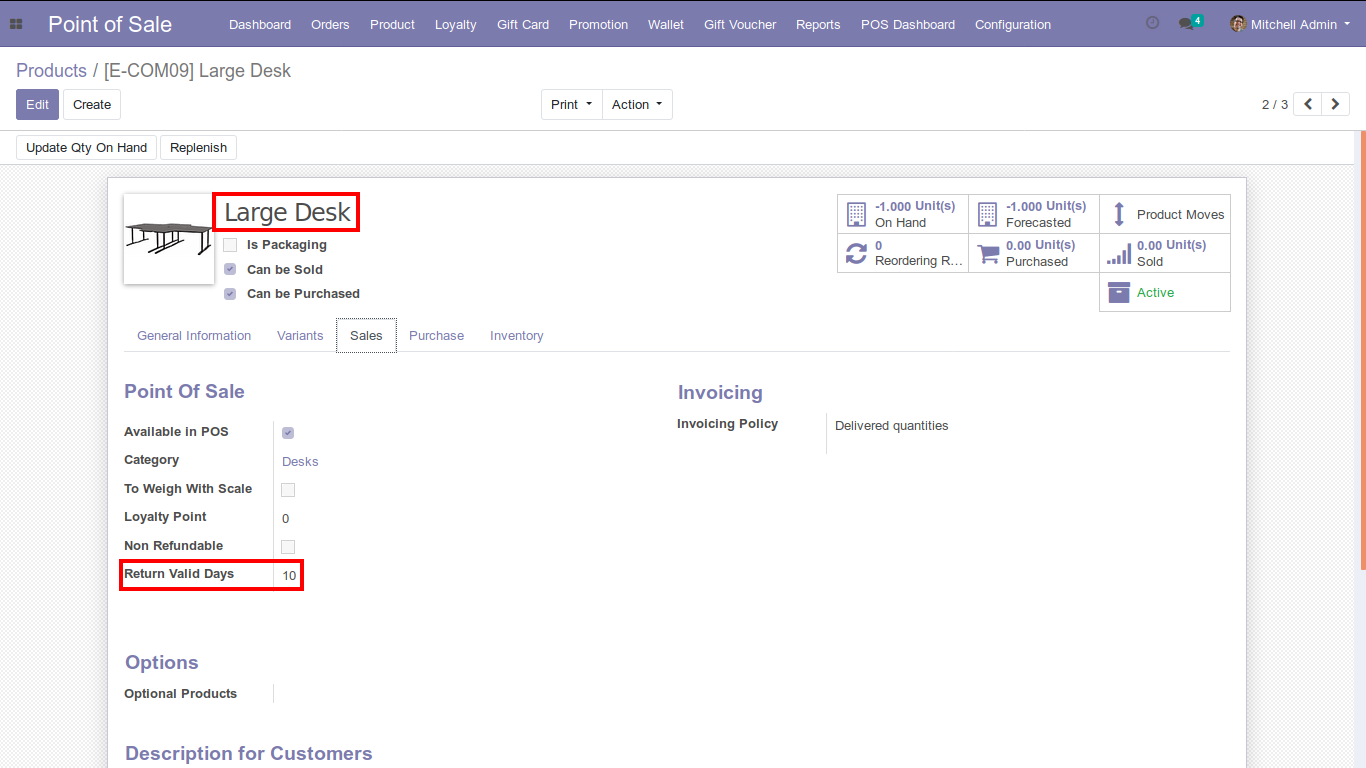 Point of Sale Dashboard Orders Product Loyalty Gift Card Promotion Wallet Gift Voucher Reports POS Dashboard Configuration 4 Mitchell Admin
Products / [E-COM09] Large Desk
Edit Create Print Action 2 / 3
Update Qty On Hand Replenish
Large Desk
Is Packaging
Can be Sold
Can be Purchased
-1.000 Unit(s)
On Hand
-1.000 Unit(s)
Forecasted
Product Moves
0
Reordering R...
0.00 Unit(s)
Purchased
0.00 Unit(s)
Sold
Active
General Information Variants Sales Purchase Inventory
Point Of Sale
Available in POS
Category Desks
To Weigh With Scale
Loyalty Point 0
Non Refundable
Return Valid Days 10
Invoicing
Invoicing Policy Delivered quantities
Options
Optional Products
Description for Customers